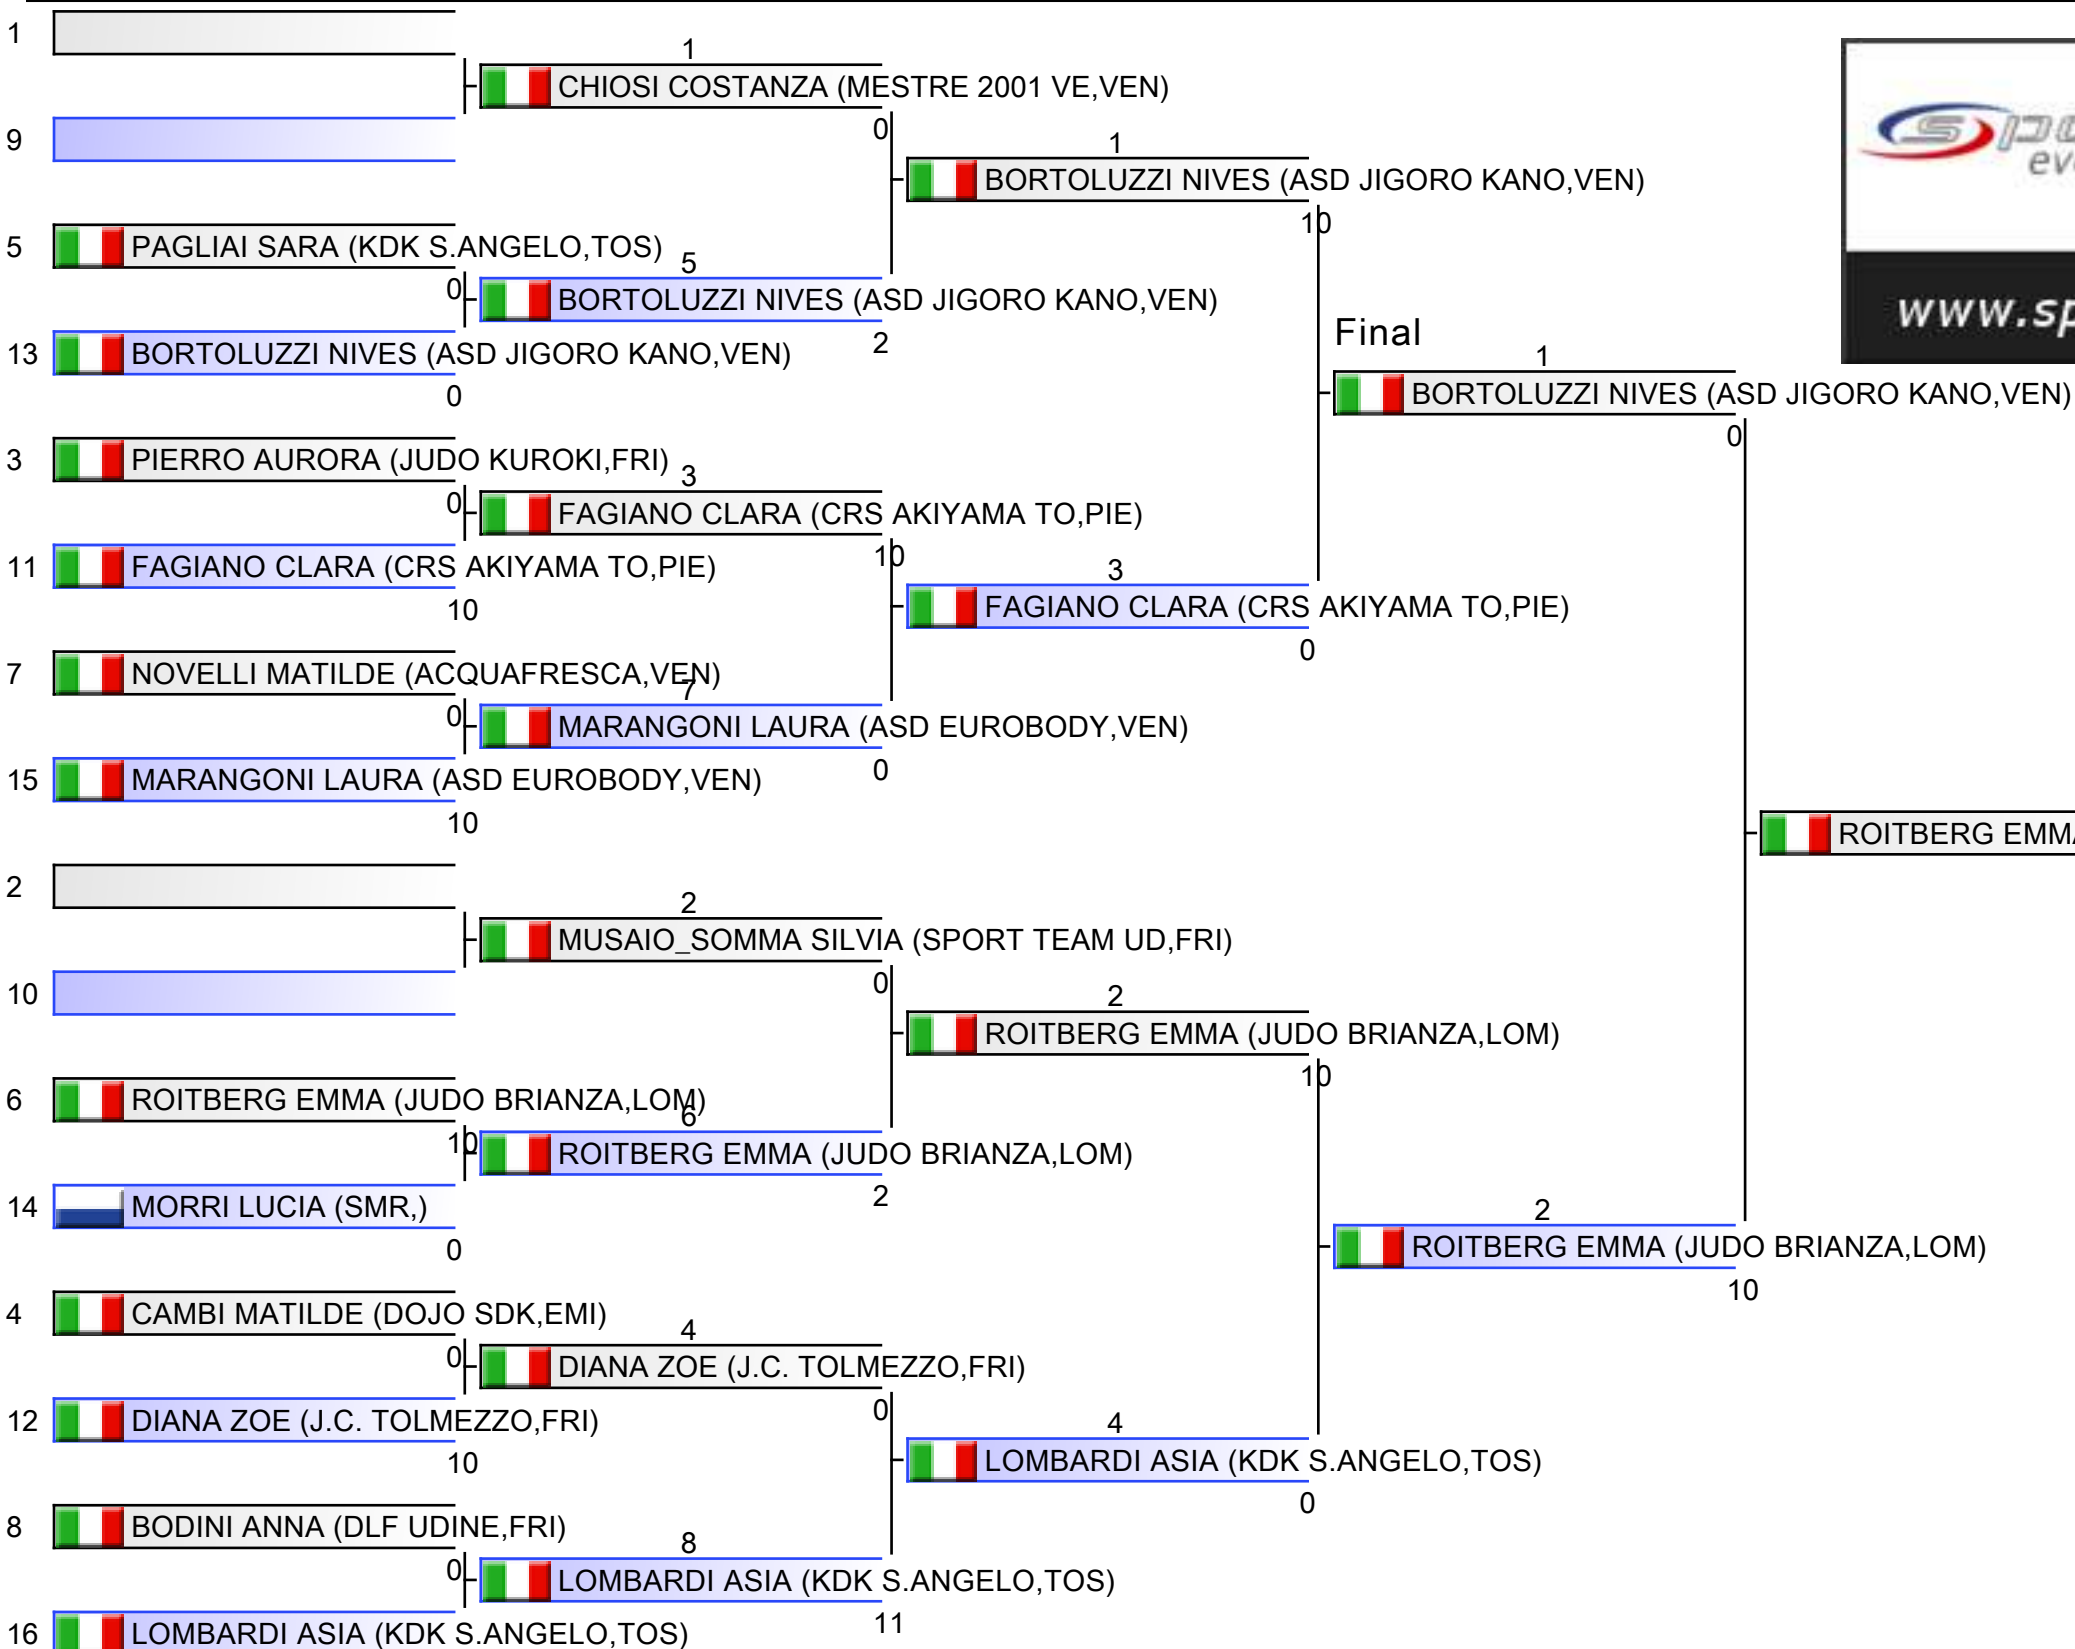 1
1
CHIOSI COSTANZA (MESTRE 2001 VE,VEN)
9
0
1
BORTOLUZZI NIVES (ASD JIGORO KANO,VEN)
10
5
PAGLIAI SARA (KDK S.ANGELO,TOS)
0
5
BORTOLUZZI NIVES (ASD JIGORO KANO,VEN)
2
13
BORTOLUZZI NIVES (ASD JIGORO KANO,VEN)
0
www.sp
Final
1
BORTOLUZZI NIVES (ASD JIGORO KANO,VEN)
0
3
PIERRO AURORA (JUDO KUROKI,FRI)
0
3
FAGIANO CLARA (CRS AKIYAMA TO,PIE)
10
11
FAGIANO CLARA (CRS AKIYAMA TO,PIE)
10
3
FAGIANO CLARA (CRS AKIYAMA TO,PIE)
0
7
NOVELLI MATILDE (ACQUAFRESCA,VEN)
0
7
MARANGONI LAURA (ASD EUROBODY,VEN)
0
15
MARANGONI LAURA (ASD EUROBODY,VEN)
10
ROITBERG EMMA
2
2
MUSAIO_SOMMA SILVIA (SPORT TEAM UD,FRI)
0
10
2
ROITBERG EMMA (JUDO BRIANZA,LOM)
10
6
ROITBERG EMMA (JUDO BRIANZA,LOM)
10
6
ROITBERG EMMA (JUDO BRIANZA,LOM)
2
14
MORRI LUCIA (SMR,)
0
2
ROITBERG EMMA (JUDO BRIANZA,LOM)
10
4
CAMBI MATILDE (DOJO SDK,EMI)
0
4
DIANA ZOE (J.C. TOLMEZZO,FRI)
0
12
DIANA ZOE (J.C. TOLMEZZO,FRI)
10
4
LOMBARDI ASIA (KDK S.ANGELO,TOS)
0
8
BODINI ANNA (DLF UDINE,FRI)
0
8
LOMBARDI ASIA (KDK S.ANGELO,TOS)
11
16
LOMBARDI ASIA (KDK S.ANGELO,TOS)